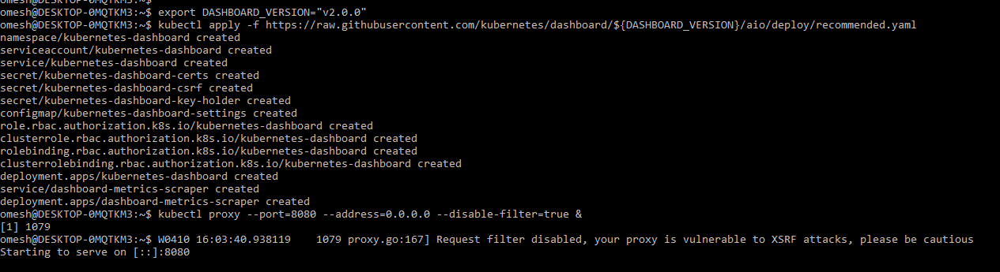 omesh@DESKTOP-0MQTKM3:~$
omesh@DESKTOP-0MQTKM3:~$ export DASHBOARD_VERSION="v2.0.0"
omesh@DESKTOP-0MQTKM3:~$ kubectl apply -f https://raw.githubusercontent.com/kubernetes/dashboard/${DASHBOARD_VERSION}/aio/deploy/recommended.yaml
namespace/kubernetes-dashboard created
serviceaccount/kubernetes-dashboard created
service/kubernetes-dashboard created
secret/kubernetes-dashboard-certs created
secret/kubernetes-dashboard-csrf created
secret/kubernetes-dashboard-key-holder created
configmap/kubernetes-dashboard-settings created
role.rbac.authorization.k8s.io/kubernetes-dashboard created
clusterrole.rbac.authorization.k8s.io/kubernetes-dashboard created
rolebinding.rbac.authorization.k8s.io/kubernetes-dashboard created
clusterrolebinding.rbac.authorization.k8s.io/kubernetes-dashboard created
deployment.apps/kubernetes-dashboard created
service/dashboard-metrics-scraper created
deployment.apps/dashboard-metrics-scraper created
omesh@DESKTOP-0MQTKM3:~$ kubectl proxy --port=8080 --address=0.0.0.0 --disable-filter=true &
[1] 1079
omesh@DESKTOP-0MQTKM3:~$ W0410 16:03:40.938119    1079 proxy.go:167] Request filter disabled, your proxy is vulnerable to XSRF attacks, please be cautious
Starting to serve on [::]:8080